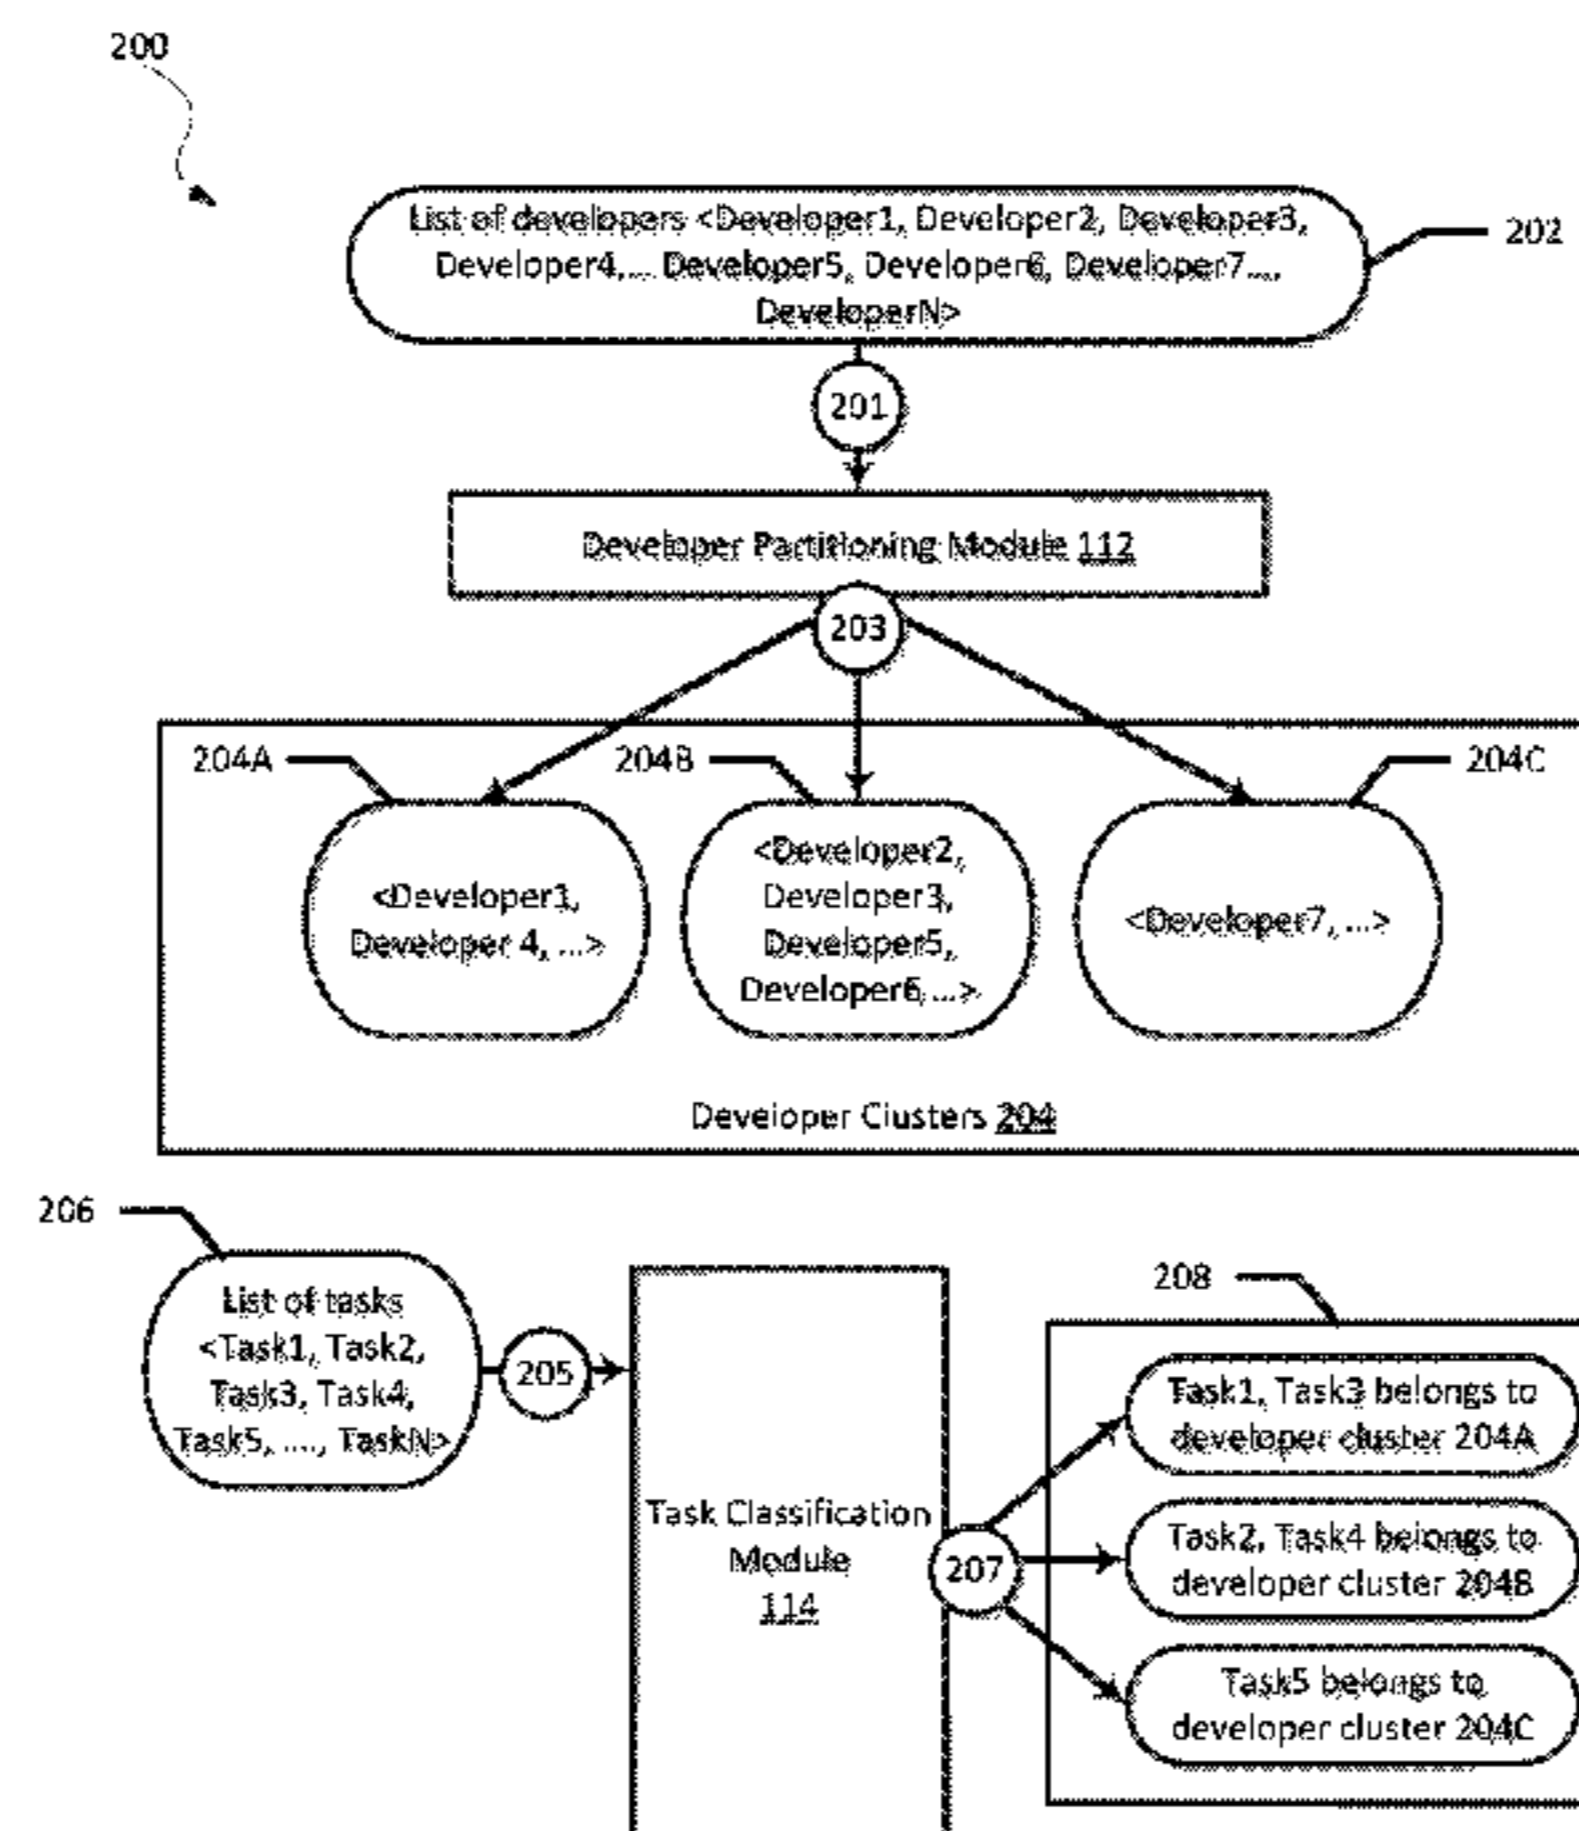 200
List of developers <Developer1, Developer2, Developer3,
Developer4,... Developer5, Developer6, Developer7...,
DeveloperN>
202
201
Developer Partitioning Module 112
203
204A
204B
204C
<Developer1,
Developer 4, ...>
<Developer2,
Developer3,
Developer5,
Developer6, ...>
<Developer7, ...>
Developer Clusters 204
206
List of tasks
<Task1, Task2,
Task3, Task4,
Task5, ...., TaskN>
205
Task Classification
Module
114
207
208
Task1, Task3 belongs to
developer cluster 204A
Task2, Task4 belongs to
developer cluster 204B
Task5 belongs to
developer cluster 204C